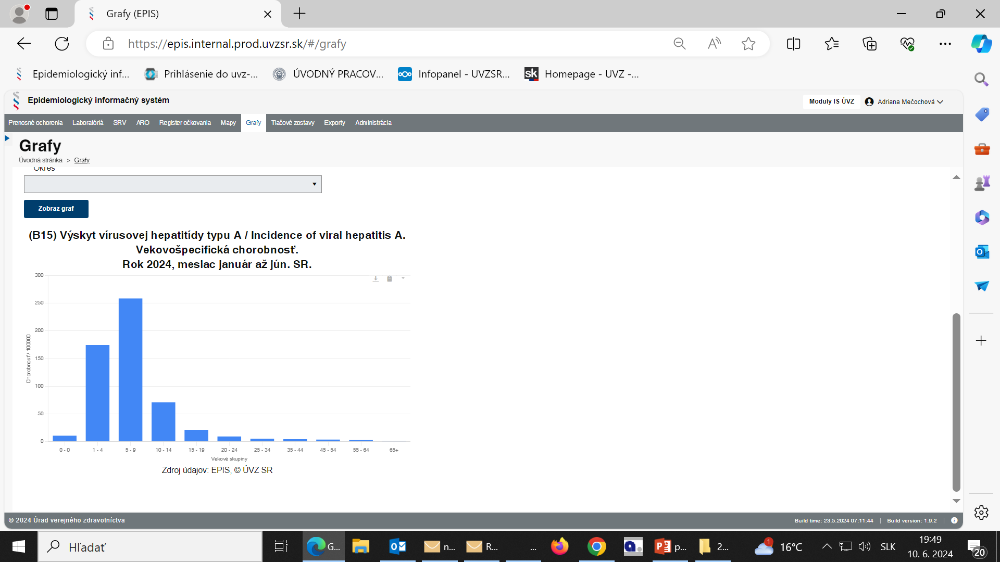 Grafy (EPIS)
https://epis.internal.prod.uvzsr.sk/#/grafy
Epidemiologický inf...
Prihlásenie do uvz-...
ÚVODNÝ PRACOV...
Infopanel - UVZSR...
sk
Homepage - UVZ -...
Epidemiologický informačný systém
Moduly IS ÚVZ
Adriana Mečochová
Prenosné ochorenia
Laboratóriá
SRV
ARO
Register očkovania
Mapy
Grafy
Tlačové zostavy
Exporty
Administrácia
Grafy
Úvodná stránka > Grafy
Okres
Zobraz graf
(B15) Výskyt vírusovej hepatitídy typu A / Incidence of viral hepatitis A.
Vekovošpecifická chorobnosť.
Rok 2024, mesiac január až jún. SR.
300
250
200
150
100
50
0
Chorobnosť / 100000
0 - 0
1 - 4
5 - 9
10 - 14
15 - 19
20 - 24
25 - 34
35 - 44
45 - 54
55 - 64
65+
Vekové skupiny
Zdroj údajov: EPIS, © ÚVZ SR
© 2024 Úrad verejného zdravotníctva
Build time: 23.5.2024 07:11:44 | Build version: 1.9.2 |
Hľadať
G...
n...
R...
...
a.
p...
2...
1
16°C
SLK
19:49
10. 6. 2024
20